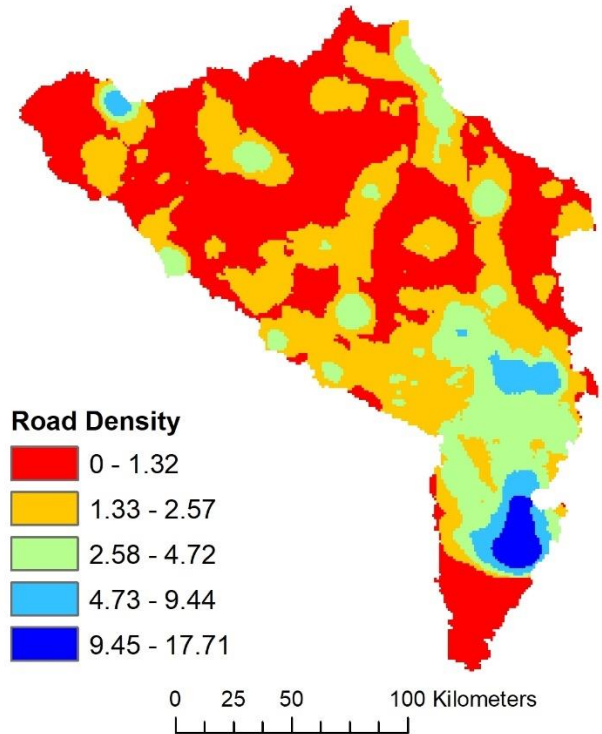 Road Density
0 - 1.32
1.33 - 2.57
2.58 - 4.72
4.73 - 9.44
9.45 - 17.71
0 25 50 100 Kilometers